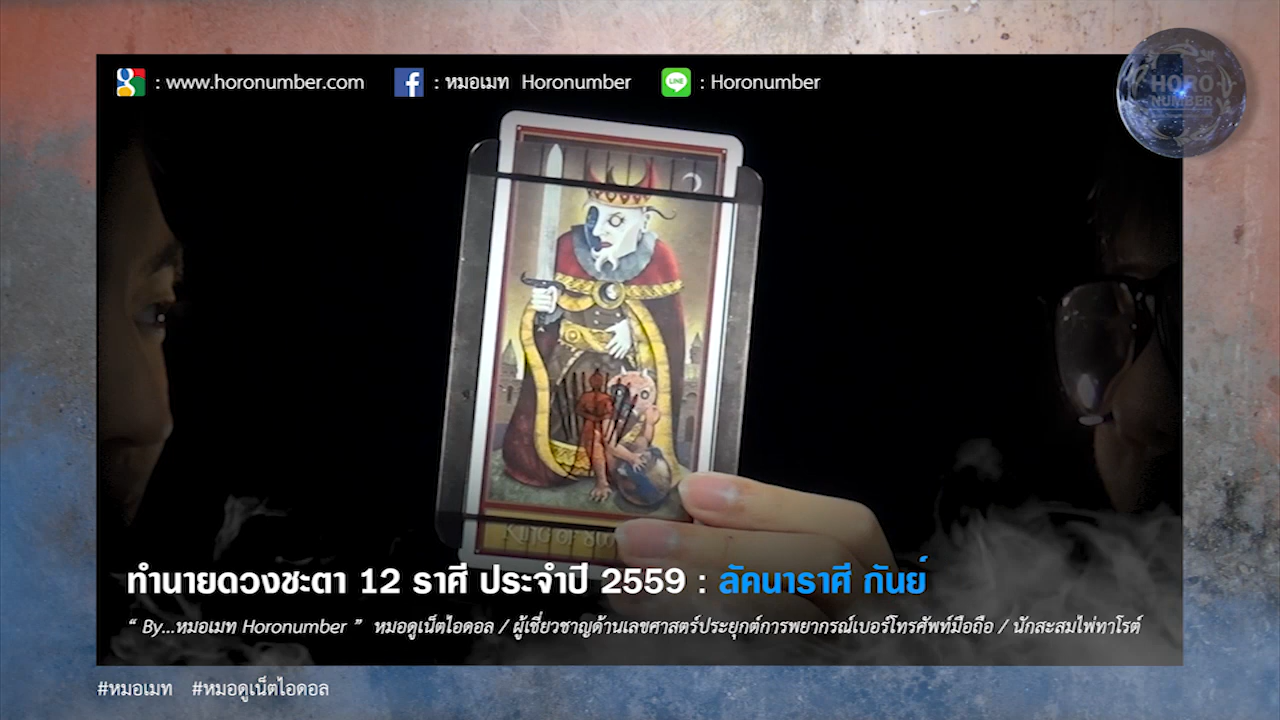 : www.horonumber.com : หมอเมท Horonumber LINE : Horonumber
HORO
NUMBER
KING OF
ทำนายดวงชะตา 12 ราศี ประจำปี 2559 : ลัคนาราศี กันย์
“ By...หมอเมท Horonumber ” หมอดูเน็ตไอดอล / ผู้เชี่ยวชาญด้านเลขศาสตร์ประยุกต์การพยากรณ์เบอร์โทรศัพท์มือถือ / นักสะสมไพ่ทาโรต์
#หมอเมท #หมอดูเน็ตไอดอล